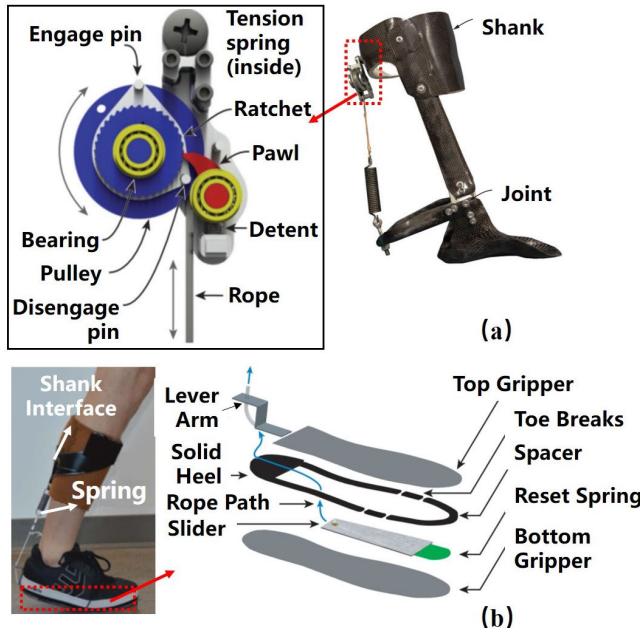 Engage pin
Tension
spring
(inside)
Ratchet
Pawl
Bearing
Detent
Pulley
Disengage
pin
Rope
Shank
Joint
(a)
Shank
Interface
Spring
Lever
Arm
Solid
Heel
Rope Path
Slider
Top Gripper
Toe Breaks
Spacer
Reset Spring
Bottom
Gripper
(b)